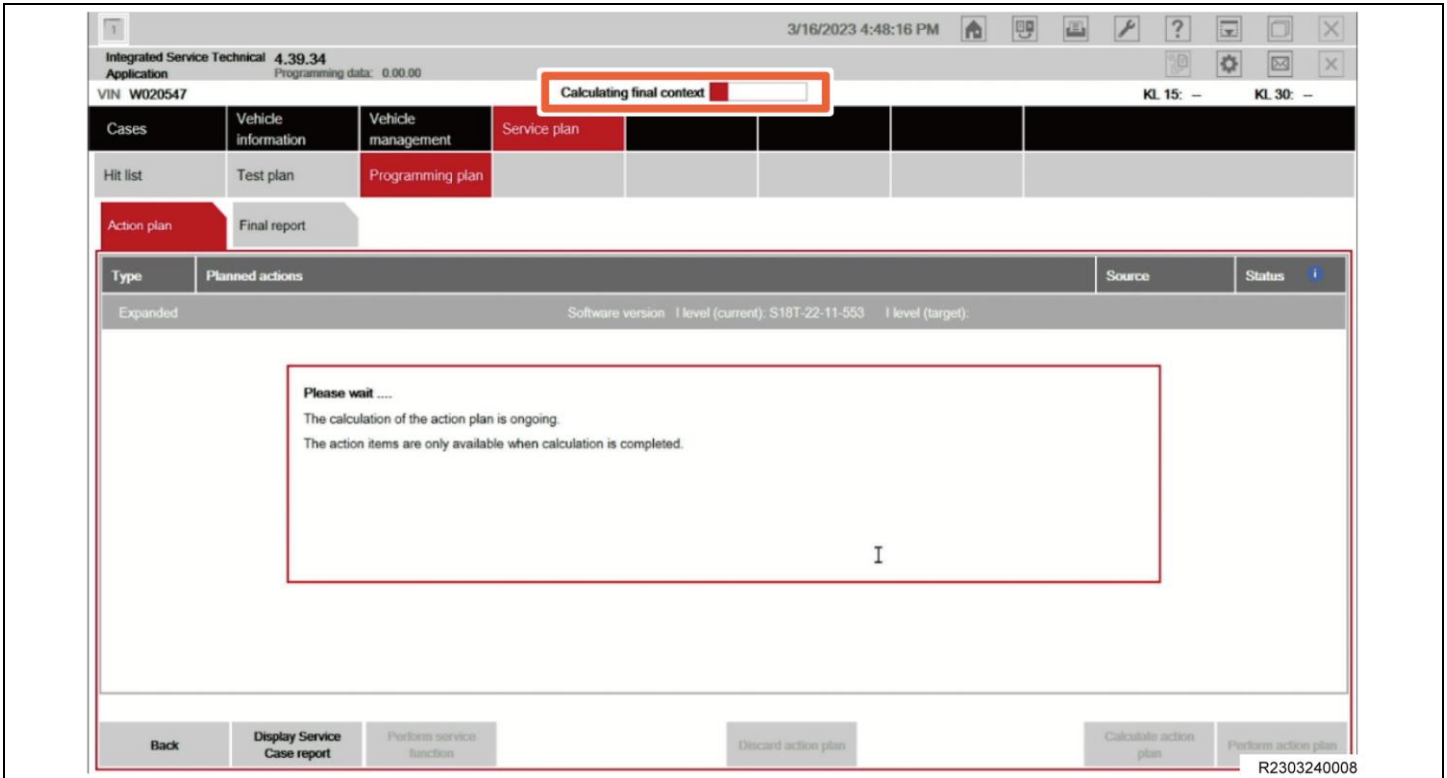 1
3/16/2023 4:48:16 PM
?
Integrated Service Technical
Application
4.39.34
Programming data: 0.00.00
VIN W020547
Calculating final context
KL 15: --
KL 30: --
Cases
Vehicle
information
Vehicle
management
Service plan
Hit list
Test plan
Programming plan
Action plan
Final report
Type
Planned actions
Source
Status
i
Expanded
Software version I level (current): S18T-22-11-553 I level (target):
Please wait ....
The calculation of the action plan is ongoing.
The action items are only available when calculation is completed.
Back
Display Service
Case report
Perform service
function
Discard action plan
Calculate action
plan
Perform action plan
R2303240008